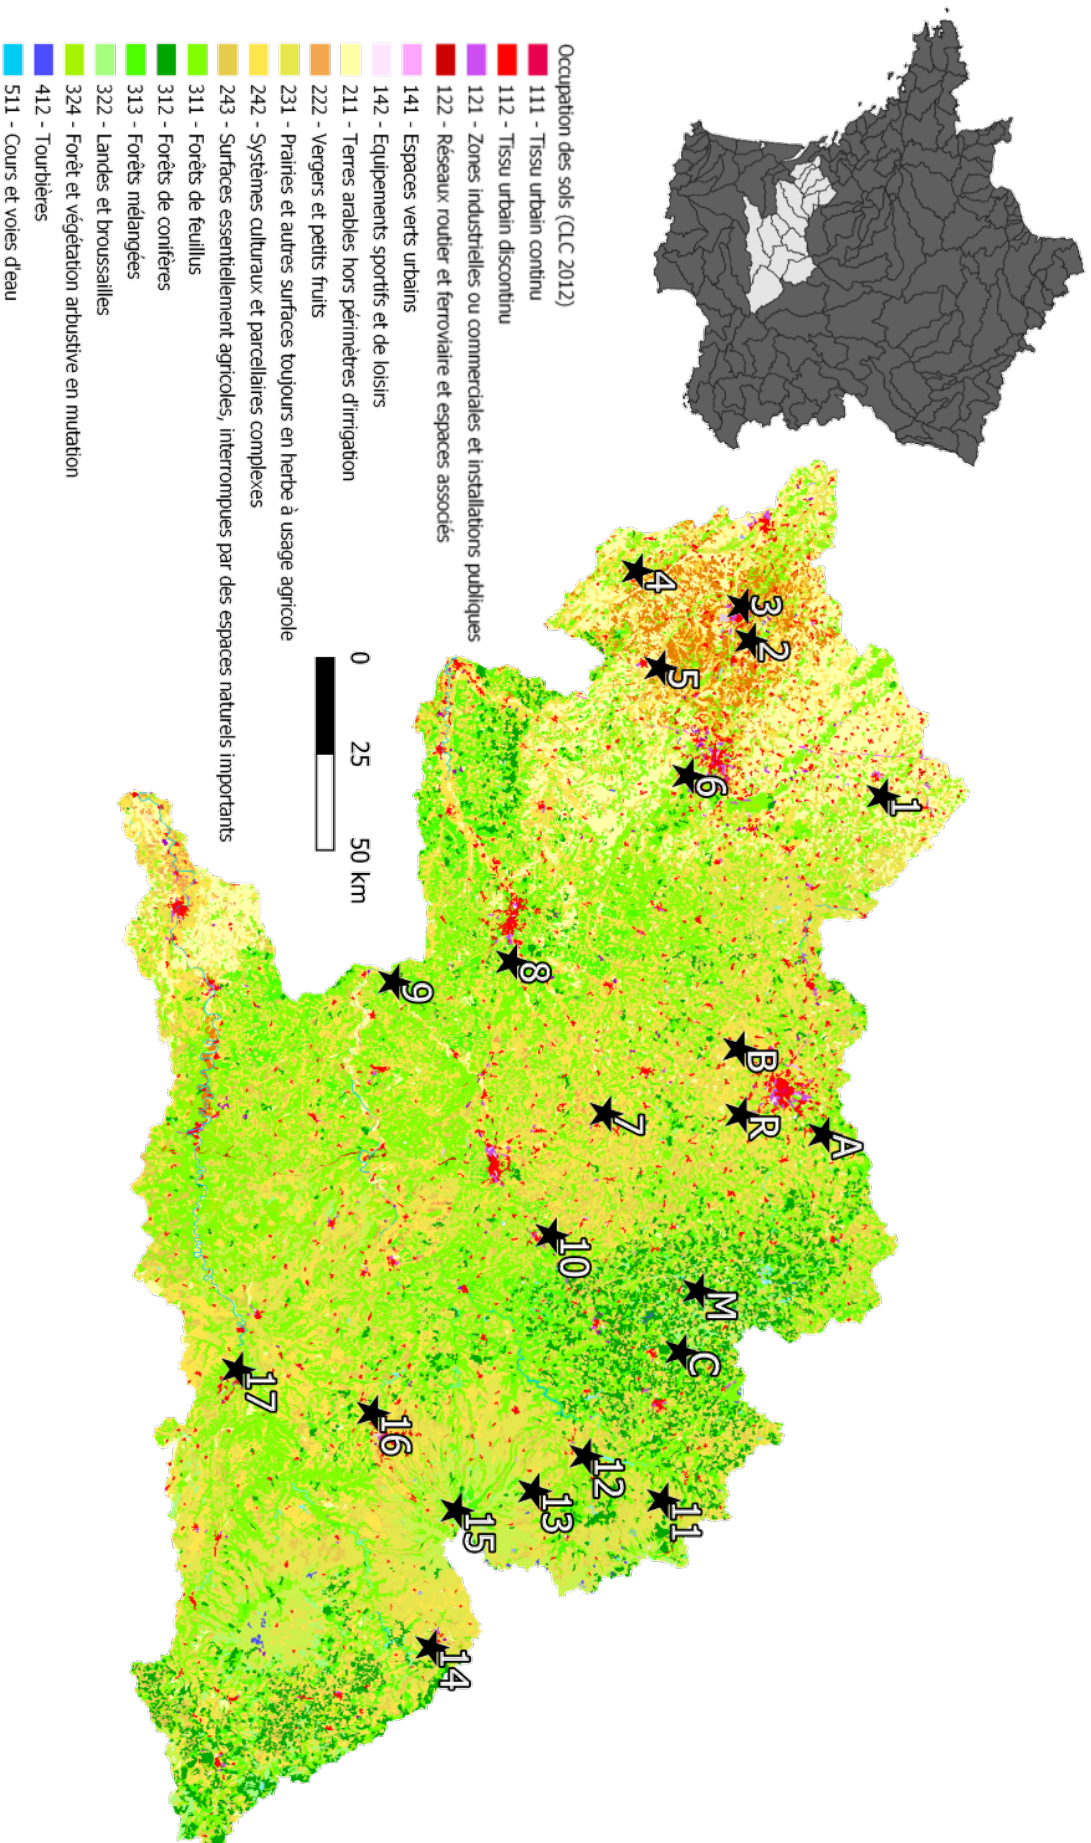 Occupation des sols (CLC 2012)
111 - Tissu urbain continu
112 - Tissu urbain discontinu
121 - Zones industrielles ou commerciales et installations publiques
122 - Réseaux routier et ferroviaire et espaces associés
141 - Espaces verts urbains
142 - Equipements sportifs et de loisirs
211 - Terres arables hors périmètres d'irrigation
222 - Vergers et petits fruits
231 - Prairies et autres surfaces toujours en herbe à usage agricole
242 - Systèmes culturaux et parcellaires complexes
243 - Surfaces essentiellement agricoles, interrompues par des espaces naturels importants
311 - Forêts de feuillus
312 - Forêts de conifères
313 - Forêts mélangées
322 - Landes et broussailles
324 - Forêt et végétation arbustive en mutation
412 - Tourbières
511 - Cours et voies d'eau
0 25 50 km
1
A
3
2
B
R
6
M
5
C
4
11
7
12
10
8
13
15
14
9
16
17